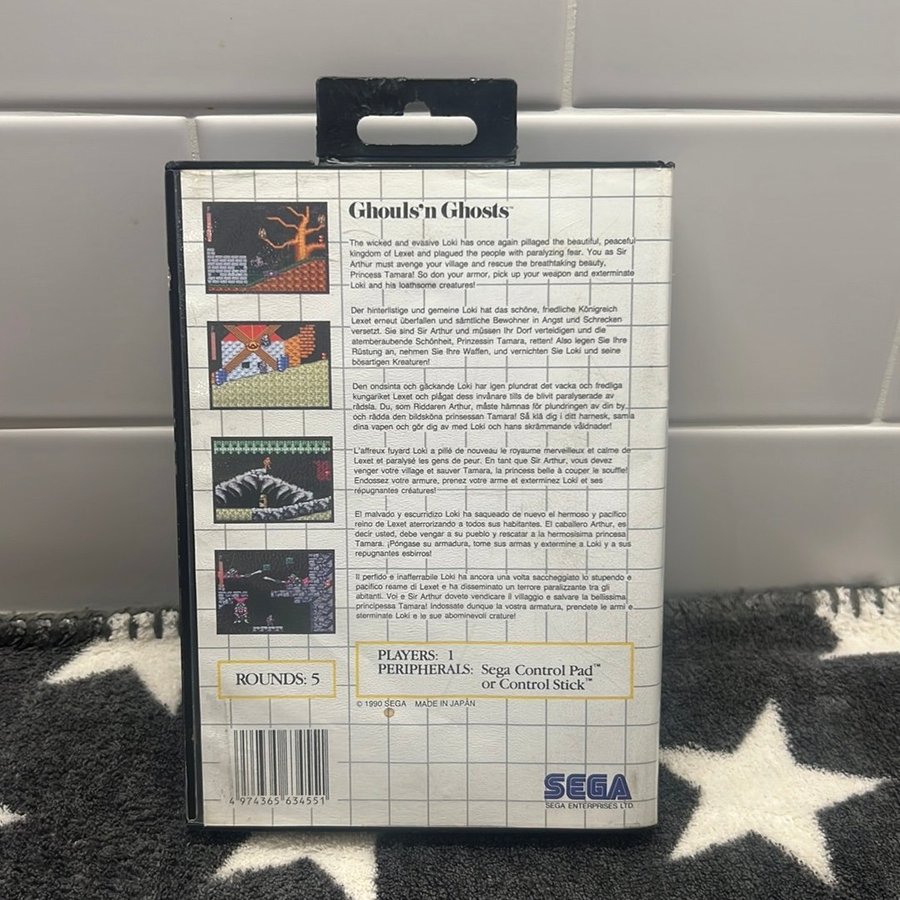 Ghouls'n Ghosts™
The wicked and evasive Loki has once again pillaged the beautiful, peaceful
kingdom of Lexet and plagued the people with paralyzing fear. You as Sir
Arthur must avenge your village and rescue the breathtaking beauty,
Princess Tamara! So don your armor, pick up your weapon and exterminate
Loki and his loathsome creatures!
Der hinterlistige und gemeine Loki hat das schöne, friedliche Königreich
Lexet erneut überfallen und sämtliche Bewohner in Angst und Schrecken
versetzt. Sie sind Sir Arthur und müssen Ihr Dorf verteidigen und die
atemberaubende Schönheit, Prinzessin Tamara, retten! Also legen Sie Ihre
Rüstung an, nehmen Sie Ihre Waffen, und vernichten Sie Loki und seine
bösartigen Kreaturen!
Den ondsinta och gäckande Loki har igen plundrat det vacka och fredliga
kungariket Lexet och plågat dess invånare tills de blivit paralyserade av
rädsla. Du, som Riddaren Arthur, måste hämnas för plundringen av din by,
och rädda den bildsköna prinsessan Tamara! Så klä dig i ditt harnesk, samla
dina vapen och gör dig av med Loki och hans skrämmande våldnader!
L'affreux fuyard Loki a pillé de nouveau le royaume merveilleux et calme de
Lexet et paralysé les gens de peur. En tant que Sir Arthur, vous devez
venger votre village et sauver Tamara, la princesse belle à couper le souffle!
Endossez votre armure, prenez votre arme et exterminez Loki et ses
répugnantes créatures!
El malvado y escurridizo Loki ha saqueado de nuevo el hermoso y pacífico
reino de Lexet aterrorizando a todos sus habitantes. El caballero Arthur, es
decir usted, debe vengar a su pueblo y rescatar a la hermosísima princesa
Tamara. ¡Póngase su armadura, tome sus armas y extermine a Loki y a sus
repugnantes esbirros!
Il perfido e inafferrabile Loki ha ancora una volta saccheggiato lo stupendo e
pacifico reame di Lexet e ha disseminato un terrore paralizzante tra gli
abitanti. Voi e Sir Arthur dovete vendicare il villaggio e salvare la bellissima
principessa Tamara! Indossate dunque la vostra armatura, prendete le armi e
sterminate Loki e le sue abominevoli crature!
ROUNDS: 5
PLAYERS: 1
PERIPHERALS: Sega Control Pad™
or Control Stick™
© 1990 SEGA MADE IN JAPAN
4 974365 634551
SEGA
SEGA ENTERPRISES LTD.